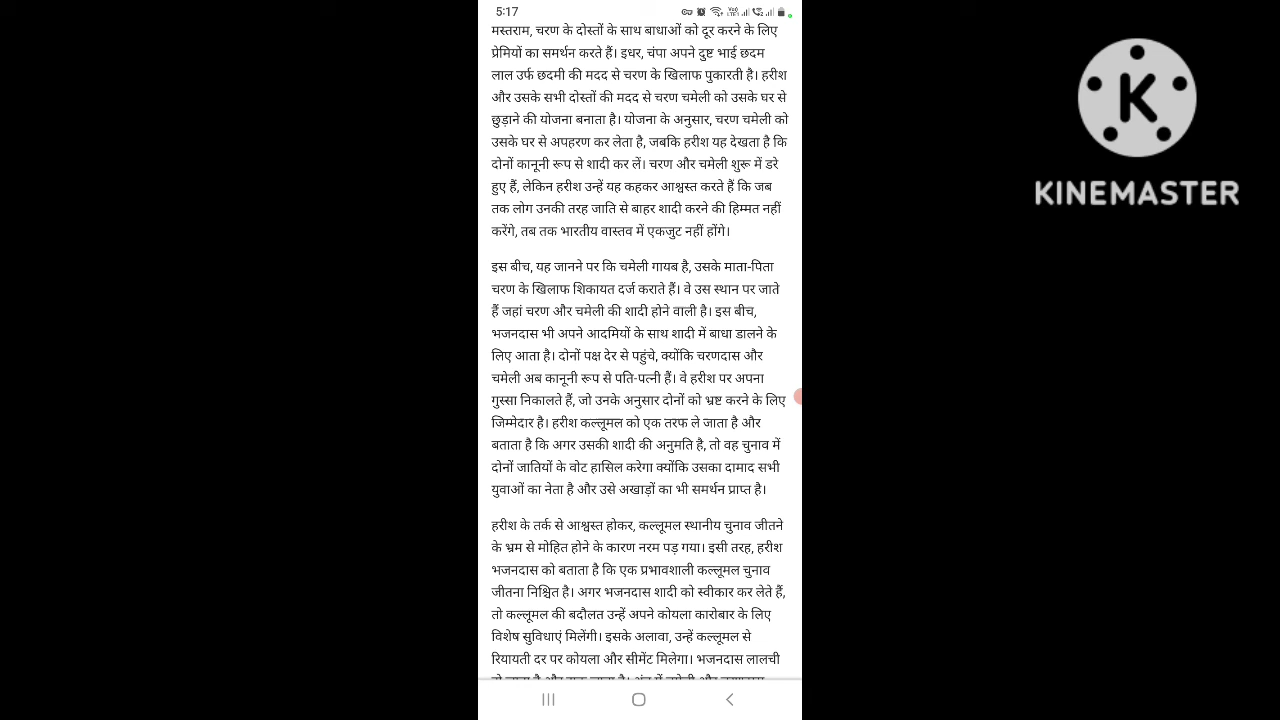 5:17
मस्तराम, चरण के दोस्तों के साथ बाधाओं को दूर करने के लिए
प्रेमियों का समर्थन करते हैं। इधर, चंपा अपने दुष्ट भाई छदम
लाल उर्फ छदमी की मदद से चरण के खिलाफ पुकारती है। हरीश
और उसके सभी दोस्तों की मदद से चरण चमेली को उसके घर से
छुड़ाने की योजना बनाता है। योजना के अनुसार, चरण चमेली को
उसके घर से अपहरण कर लेता है, जबकि हरीश यह देखता है कि
दोनों कानूनी रूप से शादी कर लें। चरण और चमेली शुरू में डरे
हुए हैं, लेकिन हरीश उन्हें यह कहकर आश्वस्त करते हैं कि जब
तक लोग उनकी तरह जाति से बाहर शादी करने की हिम्मत नहीं
करेंगे, तब तक भारतीय वास्तव में एकजुट नहीं होंगे।
इस बीच, यह जानने पर कि चमेली गायब है, उसके माता-पिता
चरण के खिलाफ शिकायत दर्ज कराते हैं। वे उस स्थान पर जाते
हैं जहां चरण और चमेली की शादी होने वाली है। इस बीच,
भजनदास भी अपने आदमियों के साथ शादी में बाधा डालने के
लिए आता है। दोनों पक्ष देर से पहुंचे, क्योंकि चरणदास और
चमेली अब कानूनी रूप से पति-पत्नी हैं। वे हरीश पर अपना
गुस्सा निकालते हैं, जो उनके अनुसार दोनों को भ्रष्ट करने के लिए
जिम्मेदार है। हरीश कल्लूमल को एक तरफ ले जाता है और
बताता है कि अगर उसकी शादी की अनुमति है, तो वह चुनाव में
दोनों जातियों के वोट हासिल करेगा क्योंकि उसका दामाद सभी
युवाओं का नेता है और उसे अखाड़ों का भी समर्थन प्राप्त है।
हरीश के तर्क से आश्वस्त होकर, कल्लूमल स्थानीय चुनाव जीतने
के भ्रम से मोहित होने के कारण नरम पड़ गया। इसी तरह, हरीश
भजनदास को बताता है कि एक प्रभावशाली कल्लूमल चुनाव
जीतना निश्चित है। अगर भजनदास शादी को स्वीकार कर लेते हैं,
तो कल्लूमल की बदौलत उन्हें अपने कोयला कारोबार के लिए
विशेष सुविधाएं मिलेंगी। इसके अलावा, उन्हें कल्लूमल से
रियायती दर पर कोयला और सीमेंट मिलेगा। भजनदास लालची
K
KINEMASTER